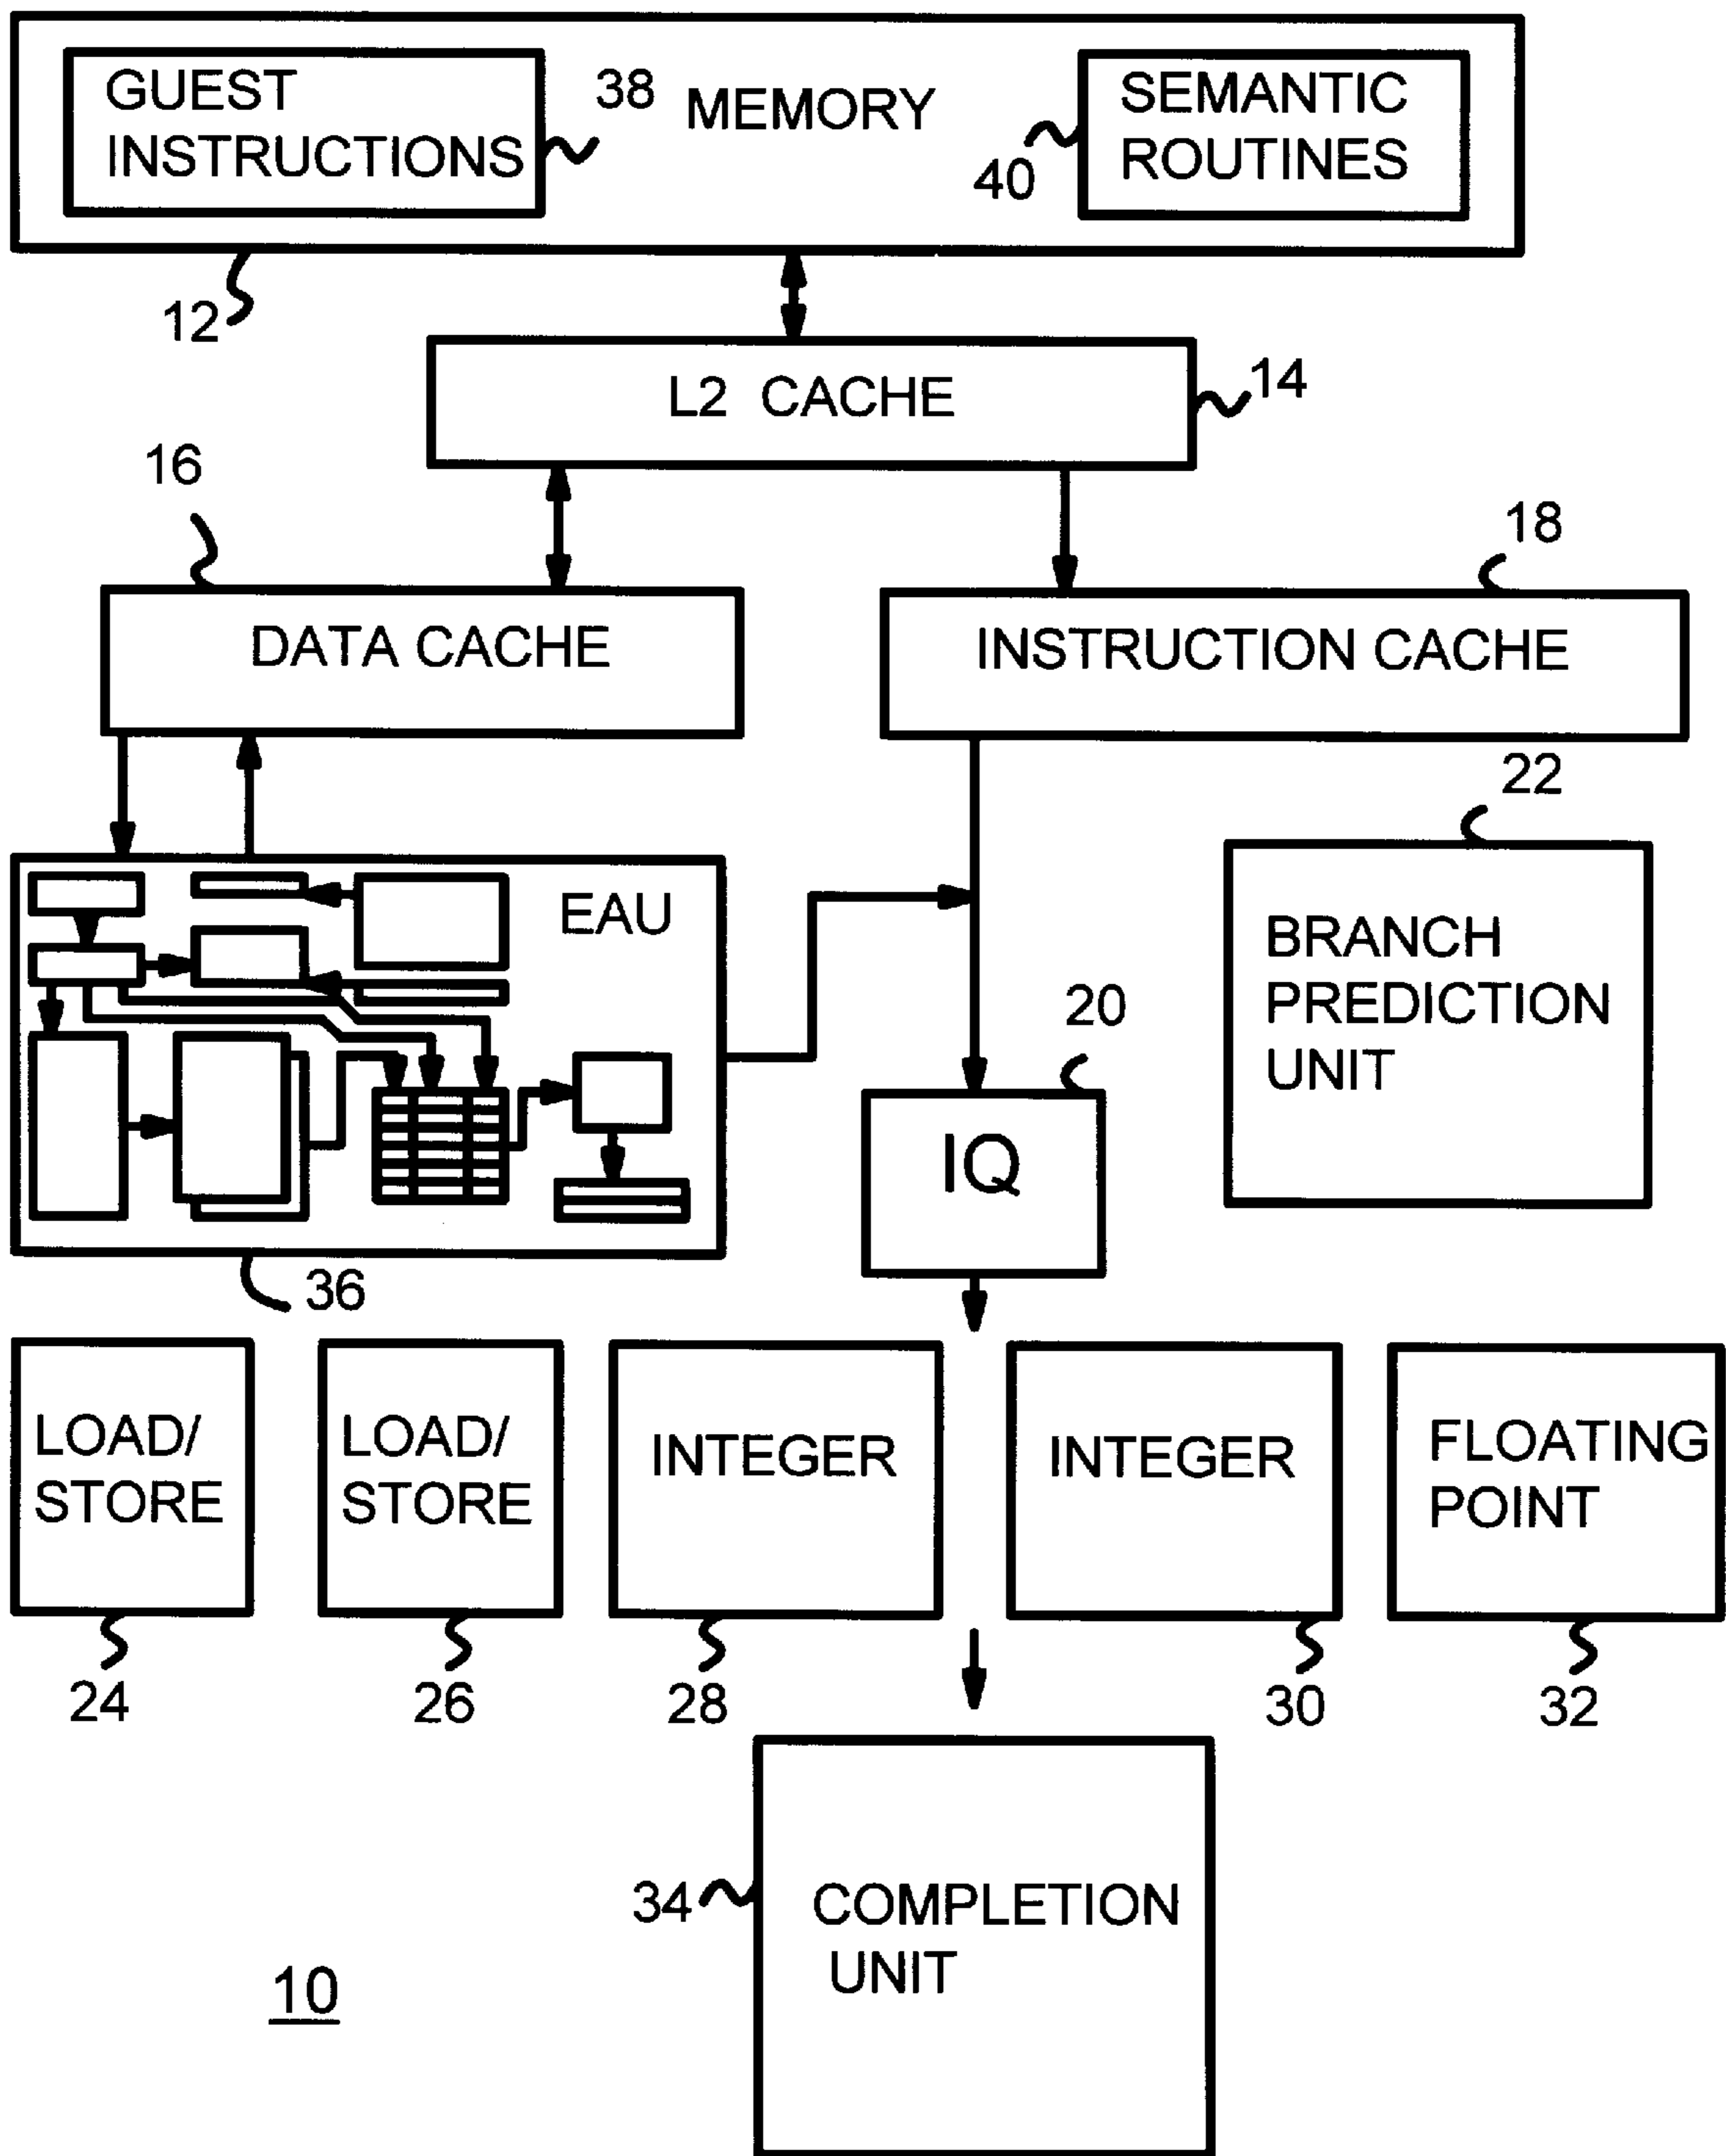 GUEST
INSTRUCTIONS
38
MEMORY
SEMANTIC
ROUTINES
40
12
L2 CACHE
14
16
18
DATA CACHE
INSTRUCTION CACHE
22
EAU
BRANCH
PREDICTION
UNIT
20
IQ
36
LOAD/
STORE
LOAD/
STORE
INTEGER
INTEGER
FLOATING
POINT
24
26
28
30
32
34
COMPLETION
UNIT
10